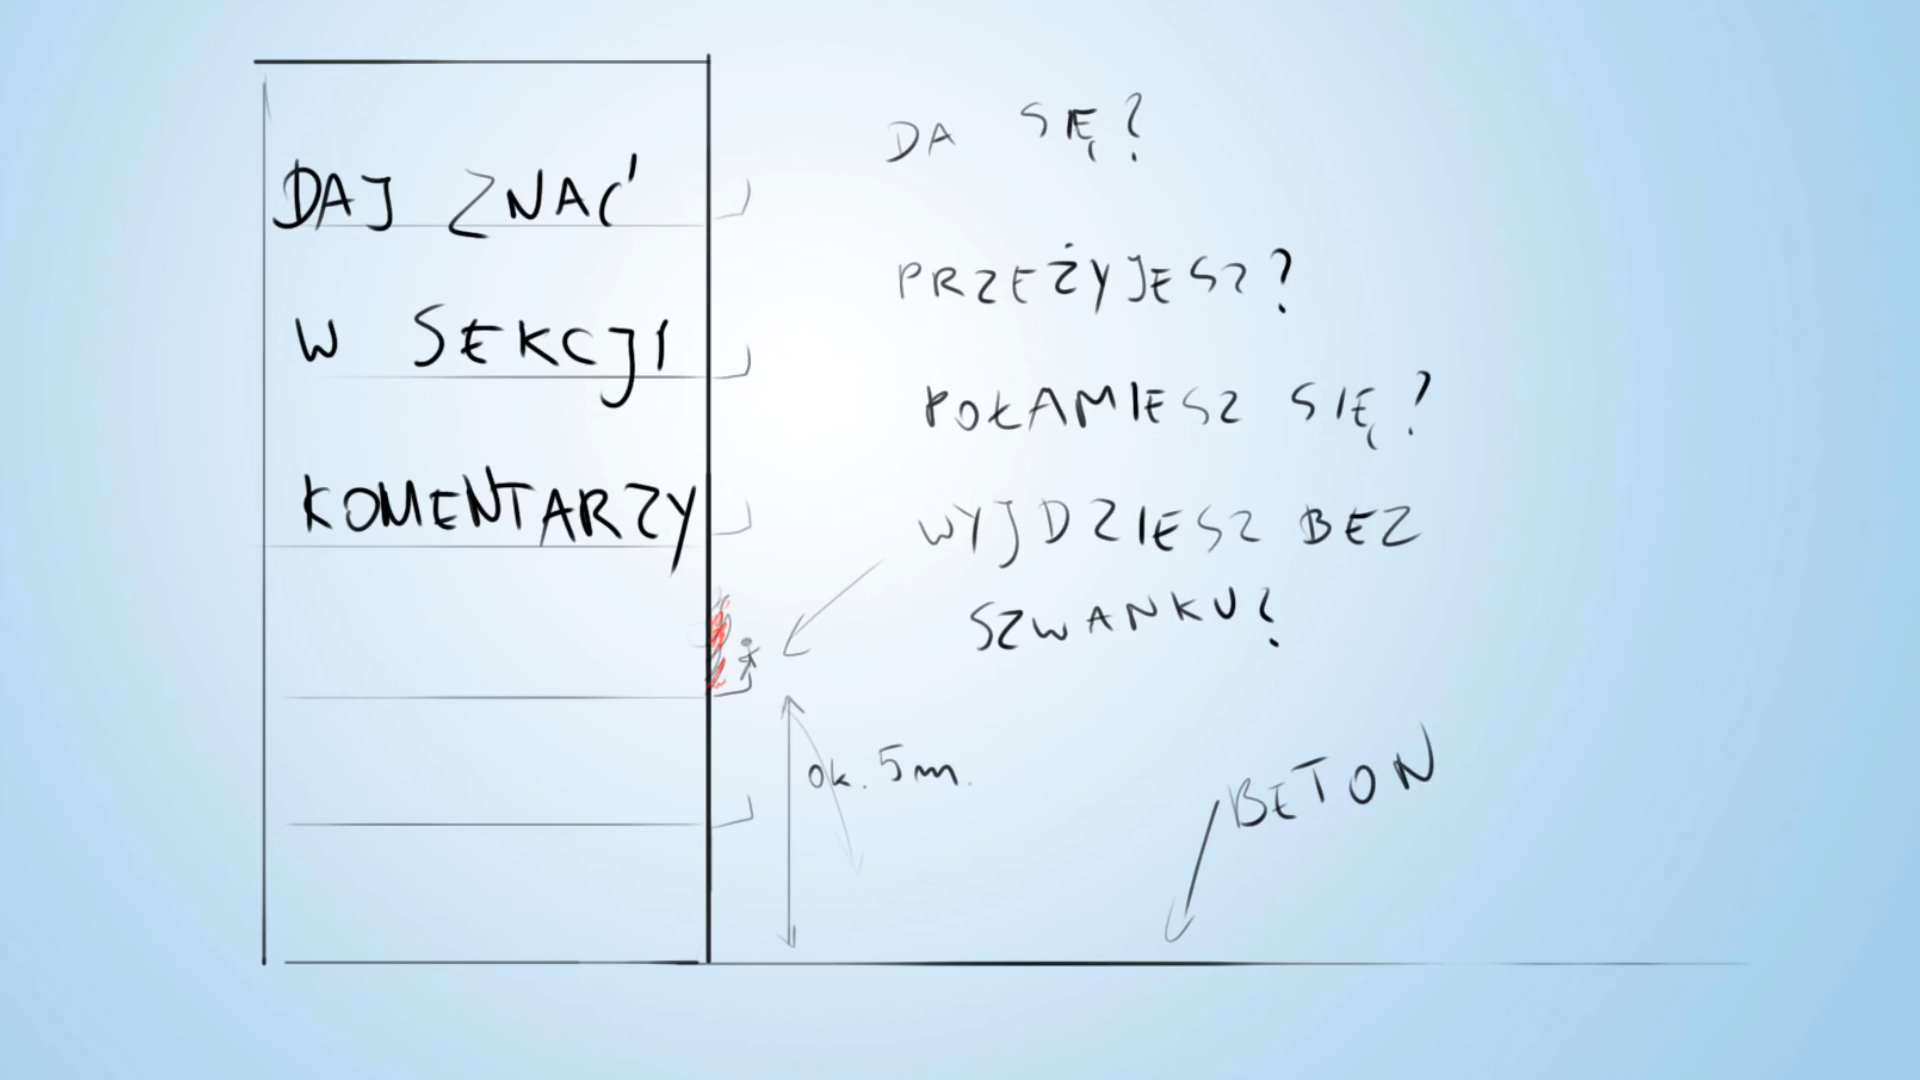 DAJ ZNAĆ
W SEKCJI
KOMENTARZY
DA SIĘ?
PRZEŻYJESZ?
POŁAMIESZ SIĘ?
WYJDZIESZ BEZ
SZWANKU?
ok. 5m.
BETON